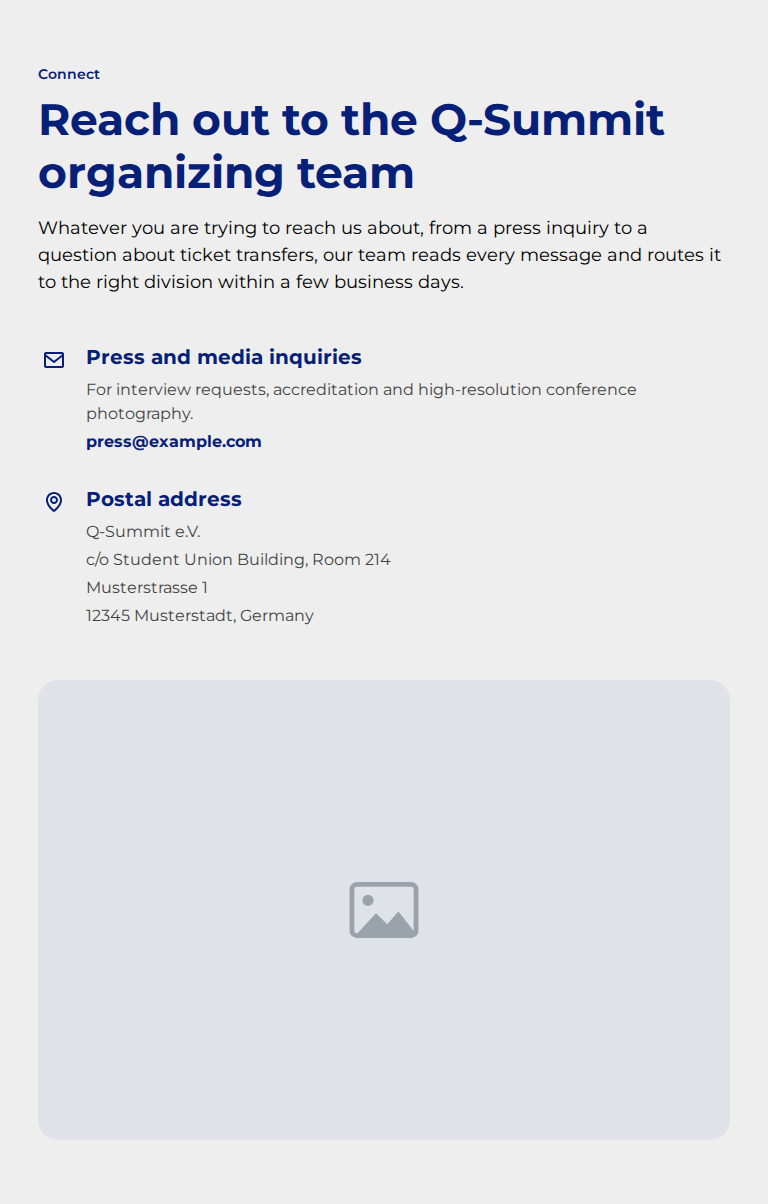 Connect
Reach out to the Q-Summit
organizing team
Whatever you are trying to reach us about, from a press inquiry to a
question about ticket transfers, our team reads every message and routes it
to the right division within a few business days.
Press and media inquiries
For interview requests, accreditation and high-resolution conference
photography.
press@example.com
Postal address
Q-Summit e.V.
c/o Student Union Building, Room 214
Musterstrasse 1
12345 Musterstadt, Germany